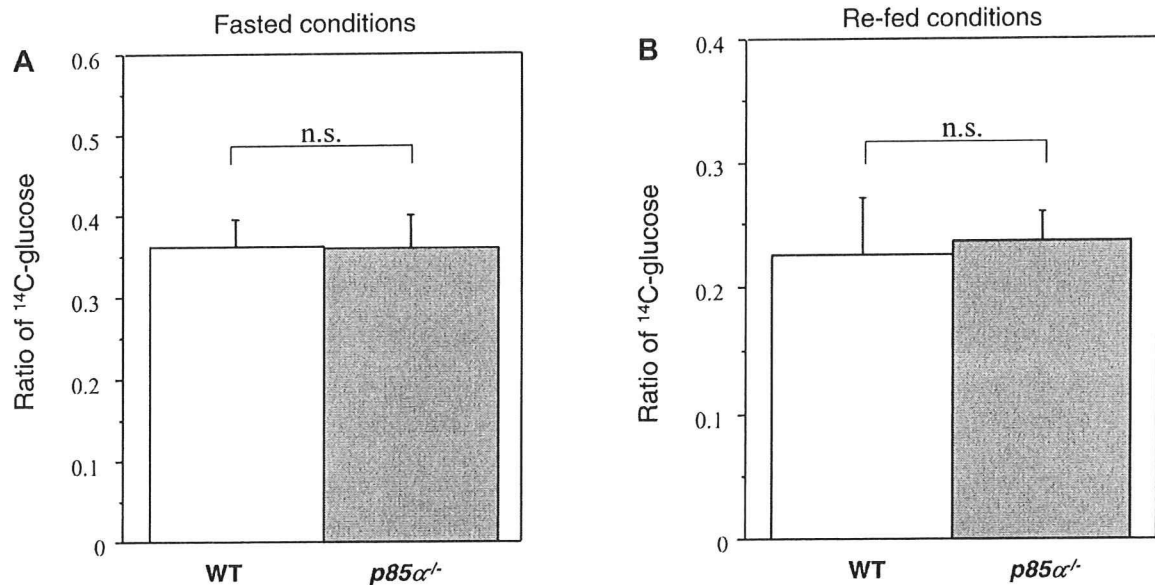 Fasted conditions
A
0.6
0.5
0.4
0.3
0.2
0.1
0
Ratio of ¹⁴C-glucose
n.s.
WT
p85α⁻/⁻
Re-fed conditions
B
0.4
0.3
0.2
0.1
0
Ratio of ¹⁴C-glucose
n.s.
WT
p85α⁻/⁻